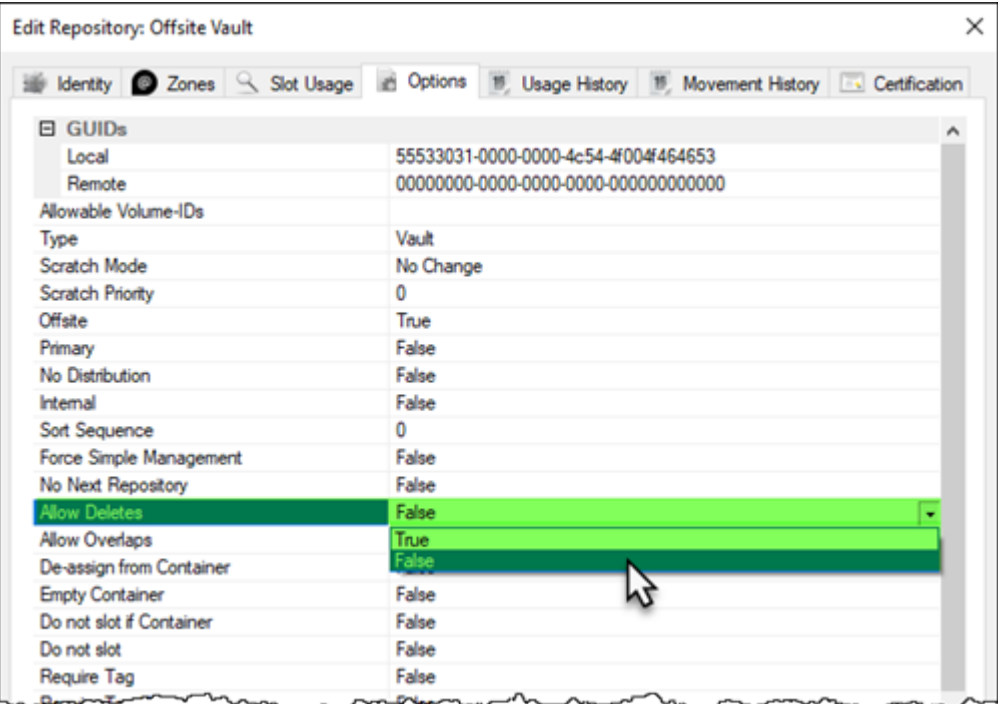 Edit Repository: Offsite Vault
Identity Zones Slot Usage Options Usage History Movement History Certification
GUIDs
Local 55533031-0000-0000-4c54-4f004f464653
Remote 00000000-0000-0000-0000-000000000000
Allowable Volume-IDs
Type Vault
Scratch Mode No Change
Scratch Priority 0
Offsite True
Primary False
No Distribution False
Internal False
Sort Sequence 0
Force Simple Management False
No Next Repository False
Allow Deletes False
Allow Overlaps True
De-assign from Container False
Empty Container False
Do not slot if Container False
Do not slot False
Require Tag False